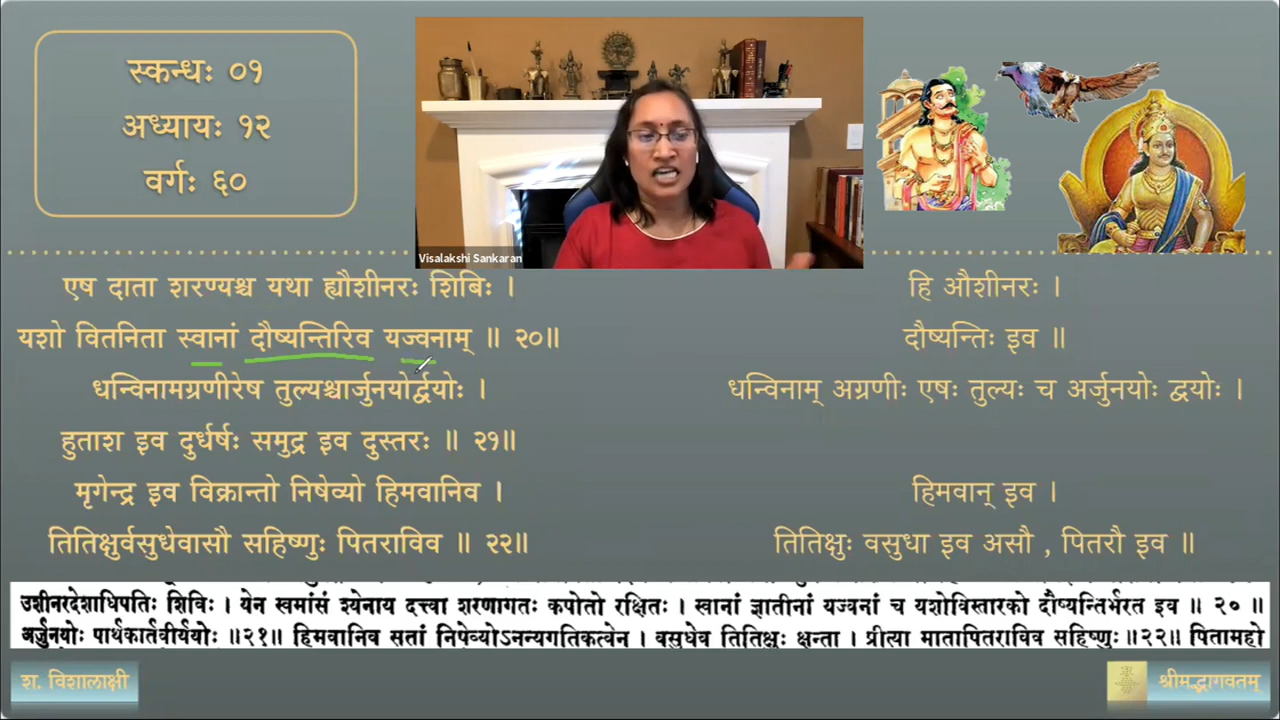 स्कन्धः ०१
अध्यायः १२
वर्गः ६०
Visalakshi Sankaran
एष दाता शरण्यश्च यथा ह्यौशीनरः शिबिः ।
हि औशीनरः ।
यशो वितनिता स्वानां दौष्यन्तिरिव यज्वनाम् ॥ २०॥
दौष्यन्तिः इव ॥
धन्विनामग्रणीरेष तुल्यश्चार्जुनयोर्द्वयोः ।
धन्विनाम् अग्रणीः एषः तुल्यः च अर्जुनयोः द्वयोः ।
हुताश इव दुर्धर्षः समुद्र इव दुस्तरः ॥ २१॥
मृगेन्द्र इव विक्रान्तो निषेव्यो हिमवानिव ।
हिमवान् इव ।
तितिक्षुर्वसुधेवासौ सहिष्णुः पितराविव ॥ २२॥
तितिक्षुः वसुधा इव असौ , पितरौ इव ॥
उशीनरदेशाधिपतिः शिविः । येन स्वमांसं श्येनाय दत्त्वा शरणागतः कपोतो रक्षितः । स्वानां ज्ञातीनां यज्वनां च यशोविस्तारको दौष्यन्तिर्भरत इव ॥ २० ॥
अर्जुनयोः पार्थकार्तवीर्ययोः ॥२१॥ हिमवानिव सतां निषेव्योऽनन्यगतिकत्वेन । वसुधेव तितिक्षुः क्षन्ता । प्रीत्या मातापितराविव सहिष्णुः॥२२॥ पितामहो
श. विशालाक्षी
श्रीमद्भागवतम्